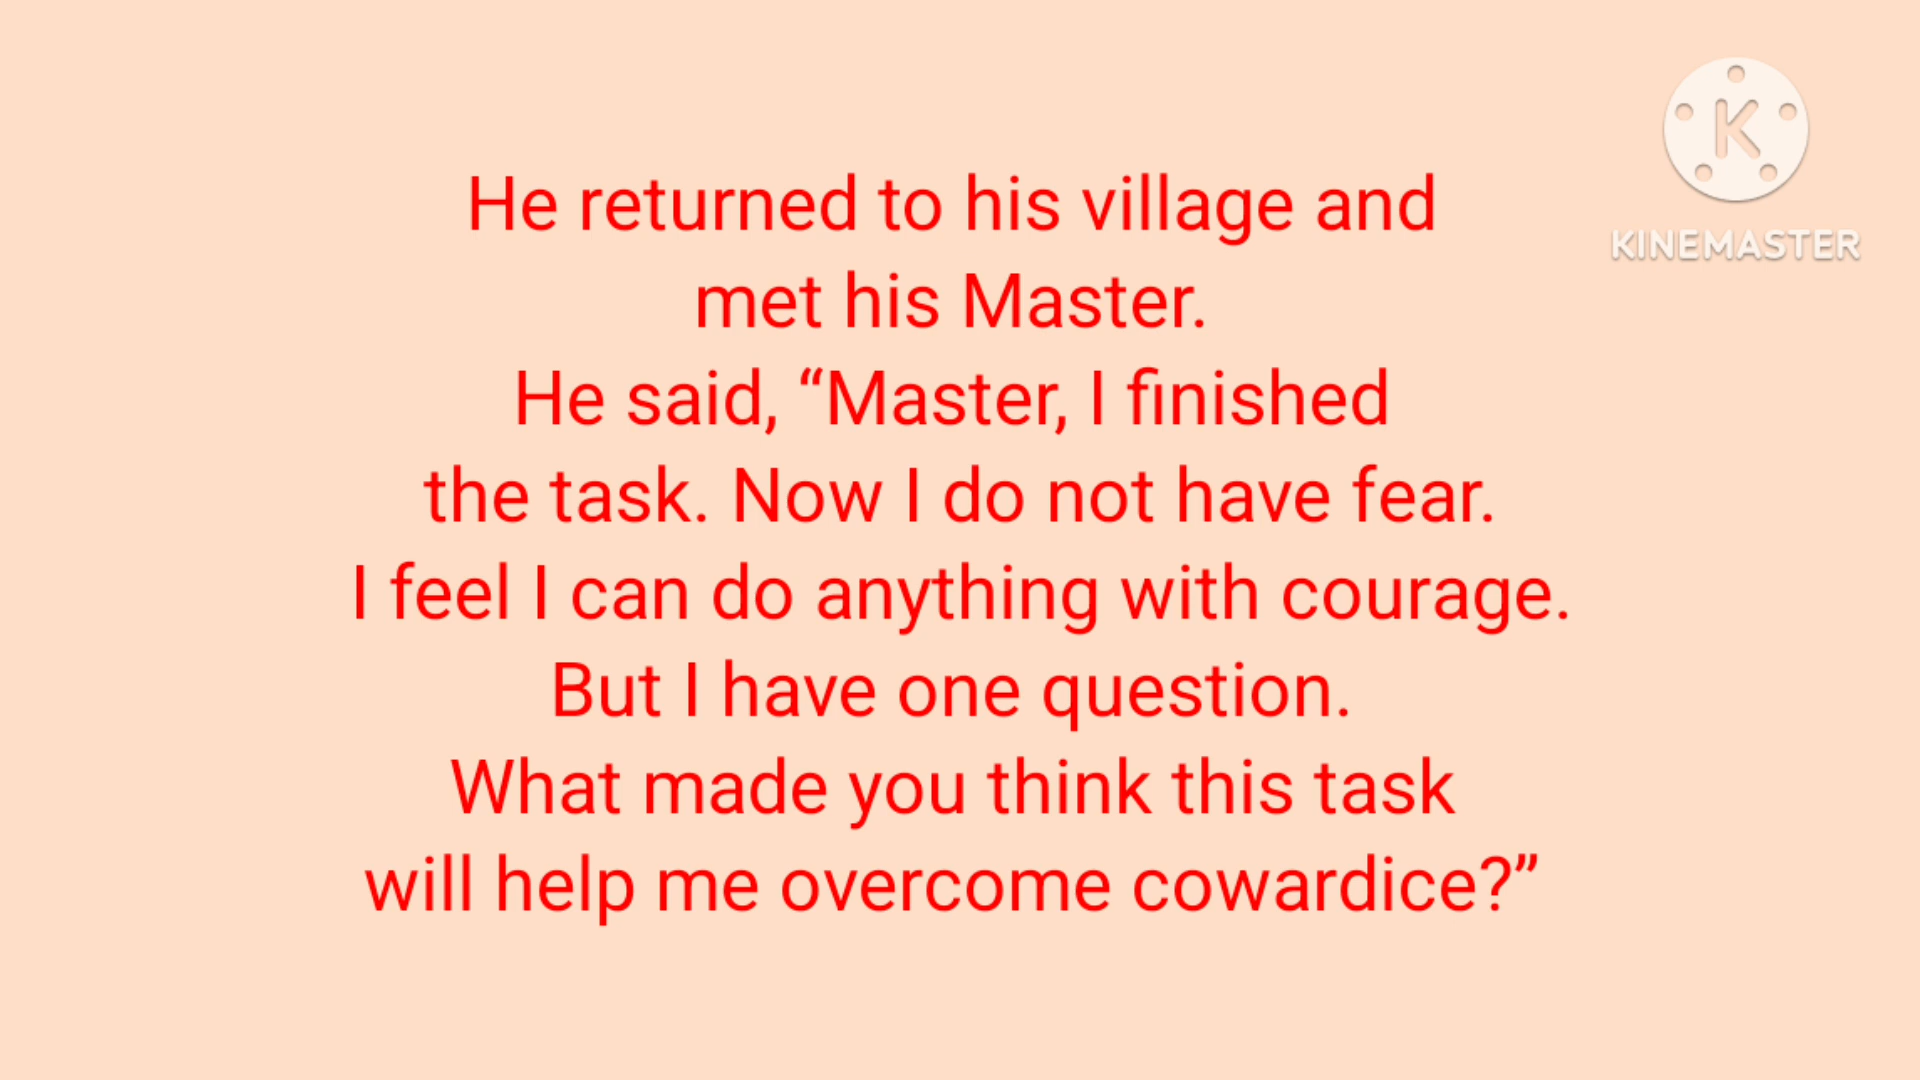 K
KINEMASTER
He returned to his village and
met his Master.
He said, “Master, I finished
the task. Now I do not have fear.
I feel I can do anything with courage.
But I have one question.
What made you think this task
will help me overcome cowardice?”